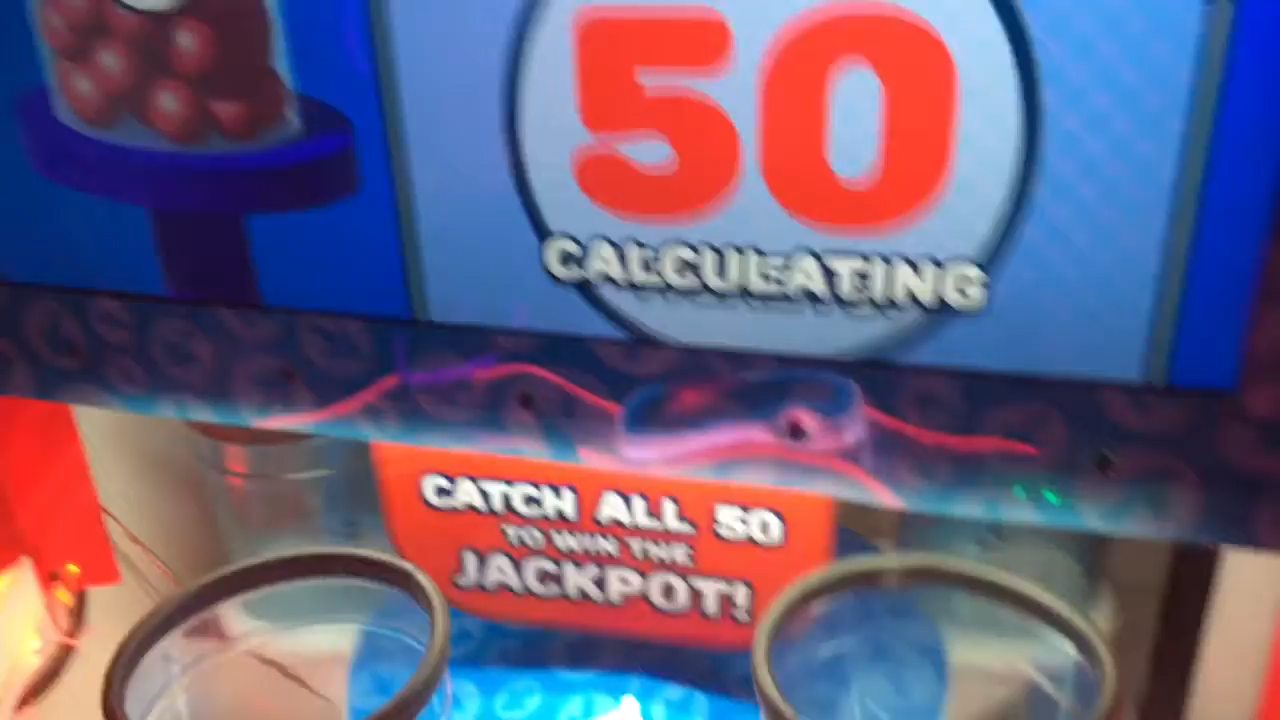 50
CALCULATING
CATCH ALL 50
TO WIN THE
JACKPOT!